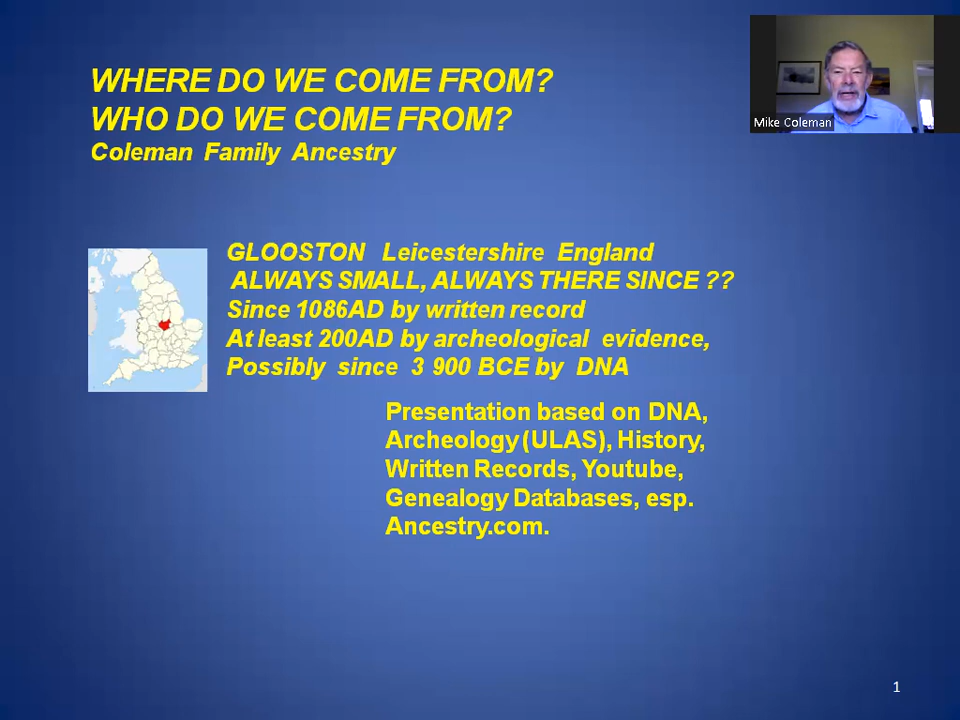 WHERE DO WE COME FROM?
WHO DO WE COME FROM?
Coleman Family Ancestry
Mike Coleman
GLOOSTON Leicestershire England
ALWAYS SMALL, ALWAYS THERE SINCE ??
Since 1086AD by written record
At least 200AD by archeological evidence,
Possibly since 3 900 BCE by DNA
Presentation based on DNA,
Archeology (ULAS), History,
Written Records, Youtube,
Genealogy Databases, esp.
Ancestry.com.
1